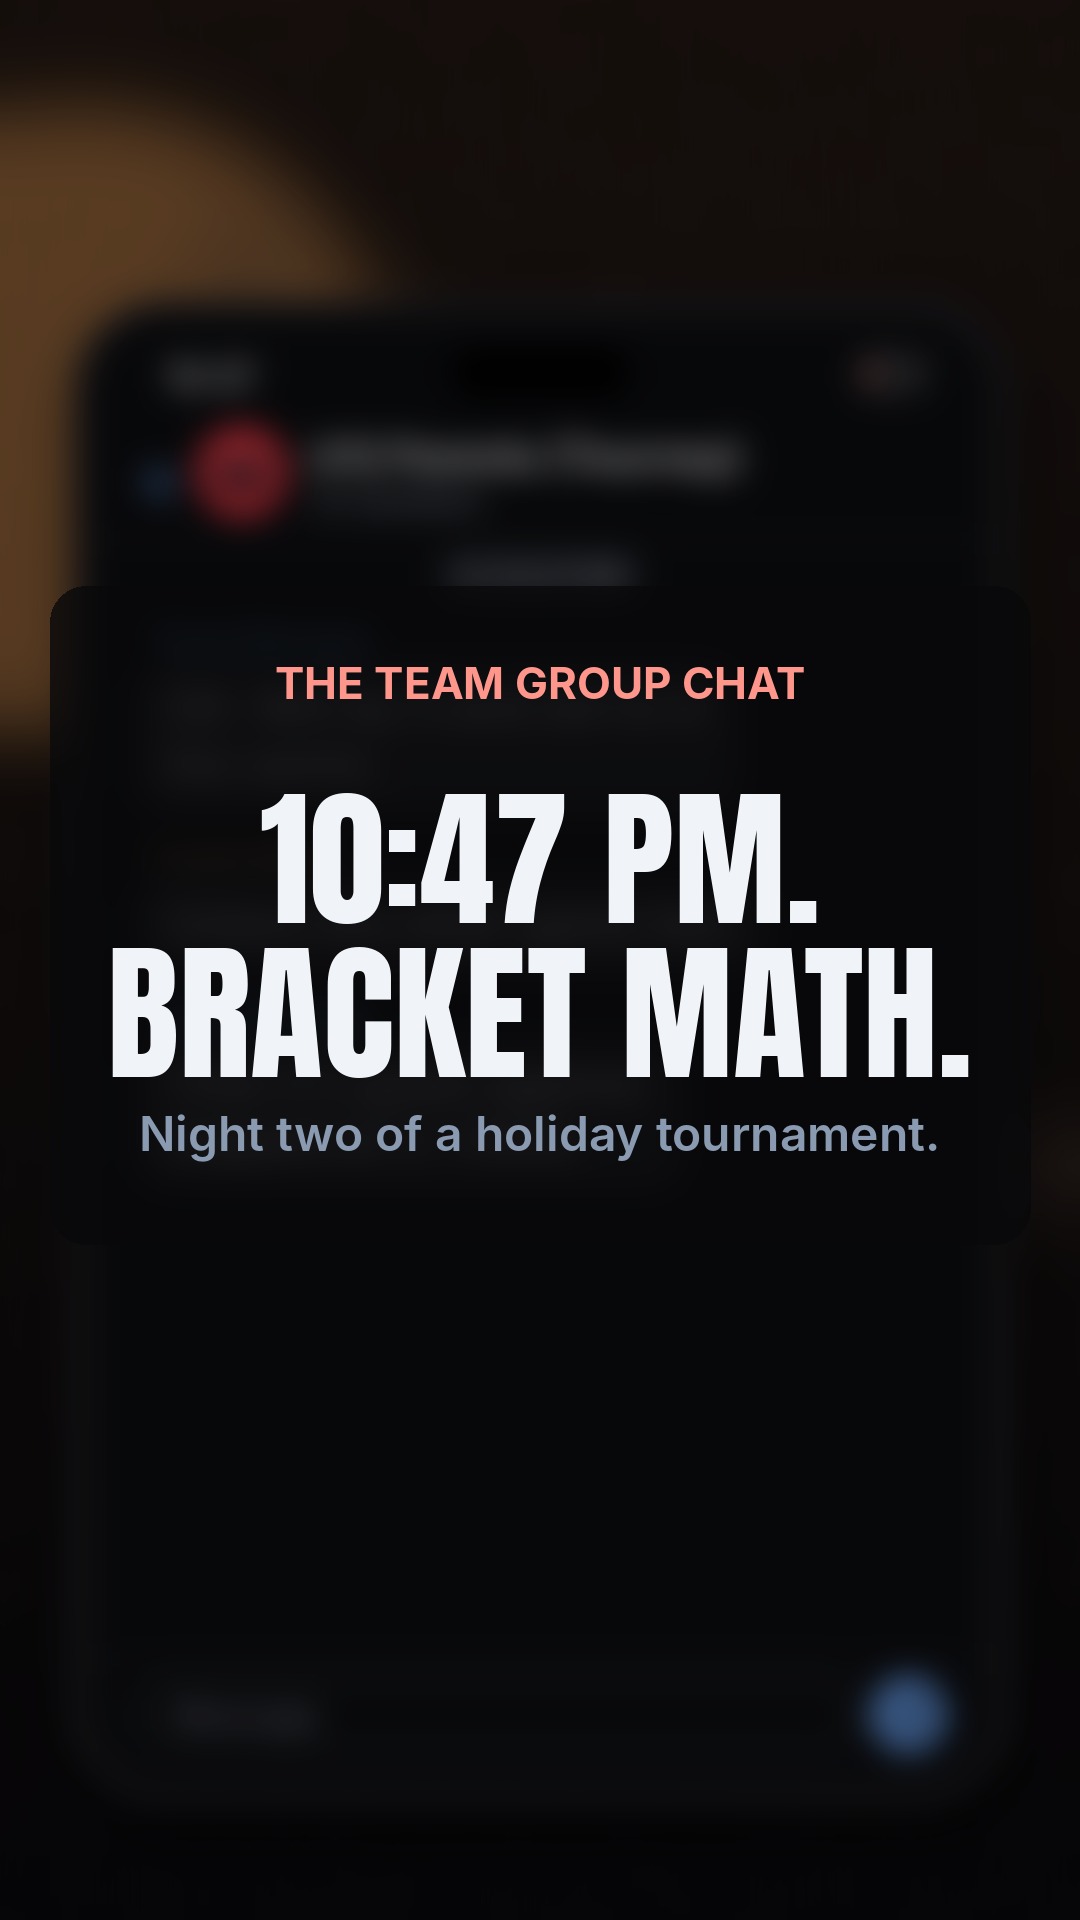 THE TEAM GROUP CHAT
10:47 PM.
BRACKET MATH.
Night two of a holiday tournament.